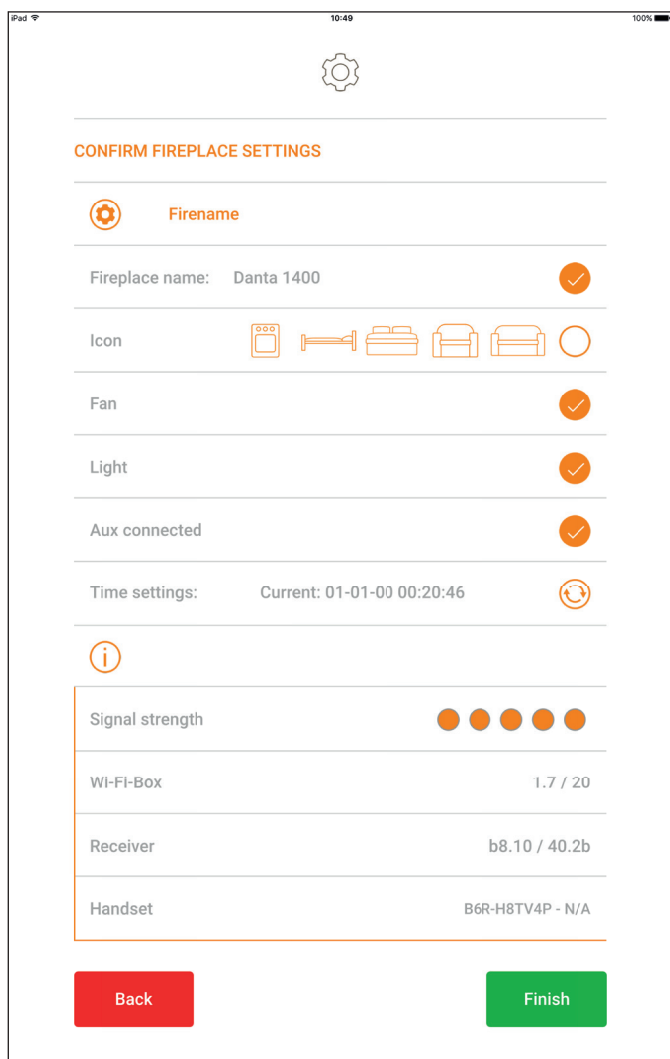 iPad 10:49 100%
CONFIRM FIREPLACE SETTINGS
Firename
Fireplace name: Danta 1400
Icon
Fan
Light
Aux connected
Time settings: Current: 01-01-00 00:20:46
i
Signal strength
Wi-Fi-Box 1.7 / 20
Receiver b8.10 / 40.2b
Handset B6R-H8TV4P - N/A
Back Finish